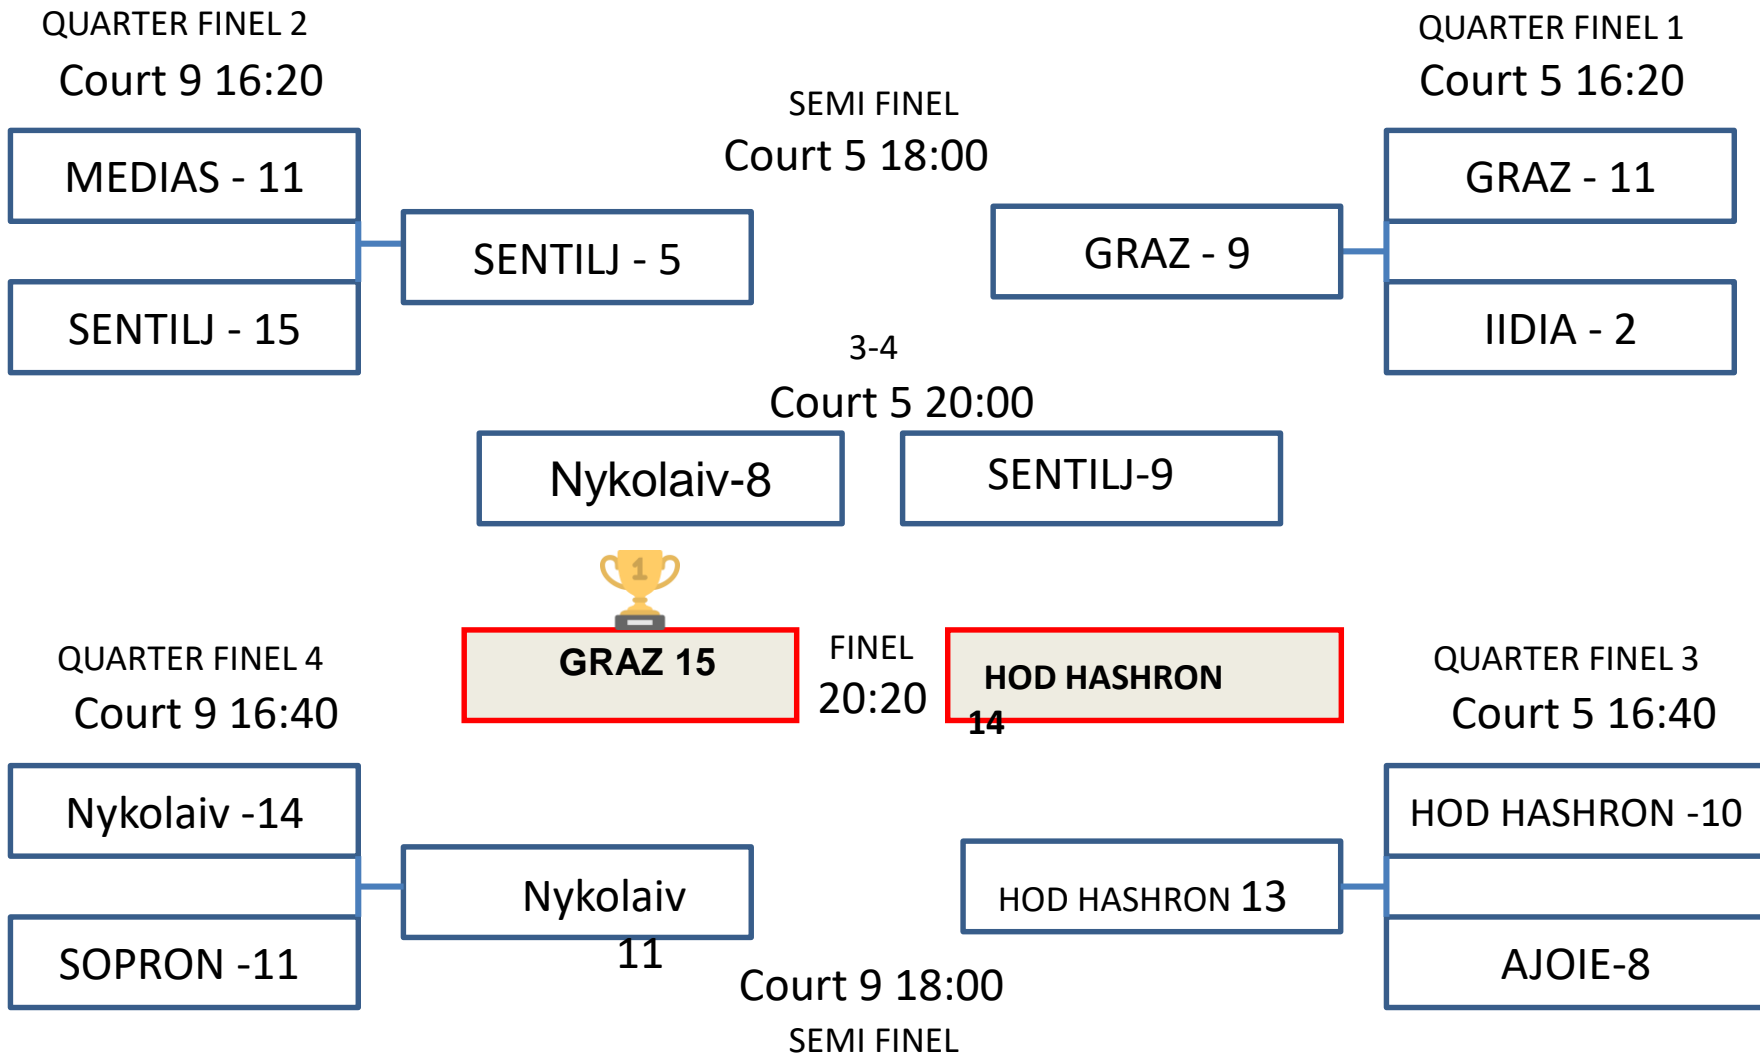 QUARTER FINEL 2
Court 9 16:20
MEDIAS - 11
SENTILJ - 15
SENTILJ - 5
SEMI FINEL
Court 5 18:00
QUARTER FINEL 1
Court 5 16:20
GRAZ - 11
IIDIA - 2
GRAZ - 9
3-4
Court 5 20:00
Nykolaiv-8
SENTILJ-9
1
GRAZ 15
FINEL
20:20
HOD HASHRON
14
QUARTER FINEL 4
Court 9 16:40
Nykolaiv -14
SOPRON -11
Nykolaiv
11
QUARTER FINEL 3
Court 5 16:40
HOD HASHRON -10
AJOIE-8
HOD HASHRON 13
Court 9 18:00
SEMI FINEL